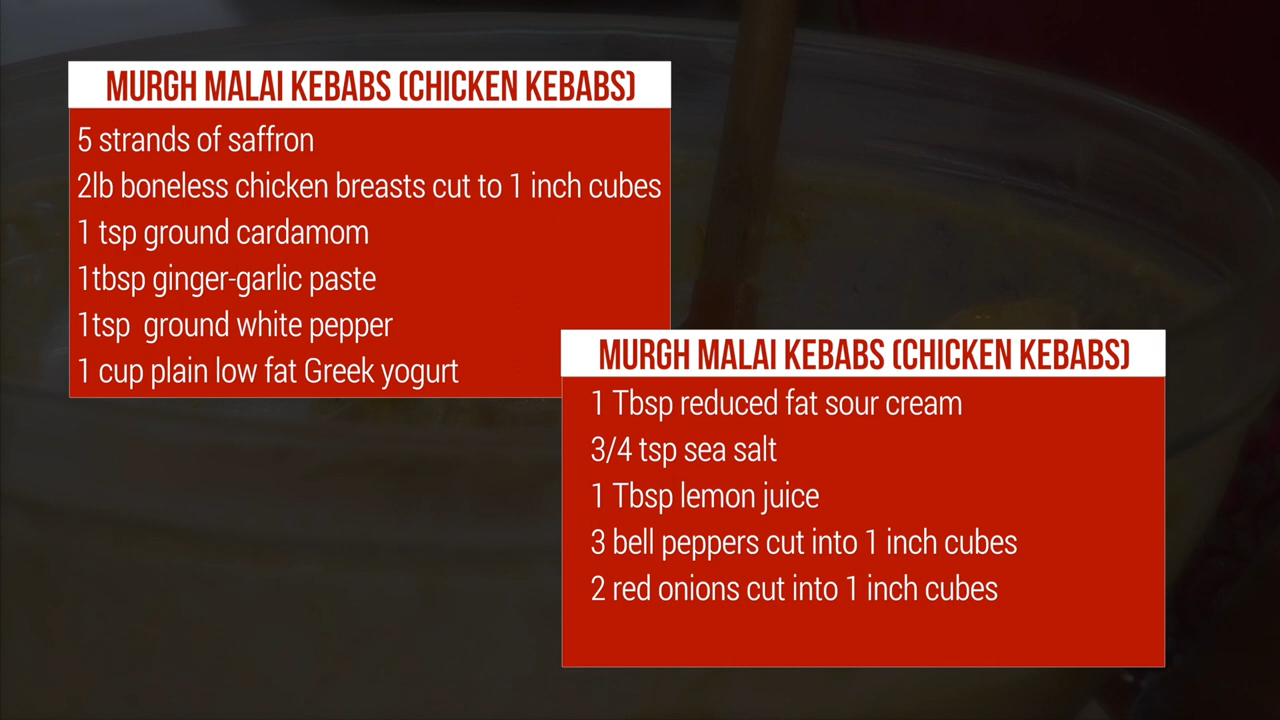 MURGH MALAI KEBABS (CHICKEN KEBABS)
5 strands of saffron
2lb boneless chicken breasts cut to 1 inch cubes
1 tsp ground cardamom
1tbsp ginger-garlic paste
1tsp  ground white pepper
1 cup plain low fat Greek yogurt
MURGH MALAI KEBABS (CHICKEN KEBABS)
1 Tbsp reduced fat sour cream
3/4 tsp sea salt
1 Tbsp lemon juice
3 bell peppers cut into 1 inch cubes
2 red onions cut into 1 inch cubes